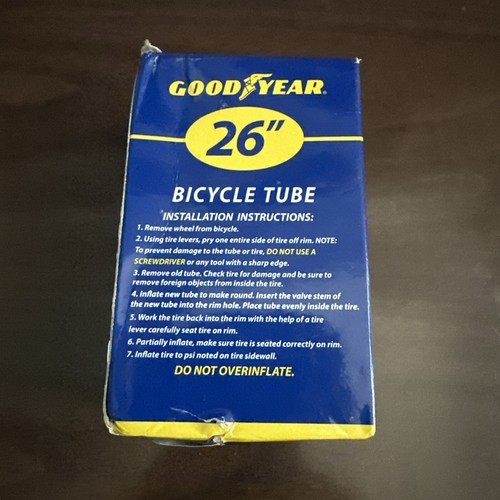 GOODYEAR
26"
BICYCLE TUBE
INSTALLATION INSTRUCTIONS:
1. Remove wheel from bicycle.
2. Using tire levers, pry one entire side of tire off rim. NOTE:
To prevent damage to the tube or tire, DO NOT USE A
SCREWDRIVER or any tool with a sharp edge.
3. Remove old tube. Check tire for damage and be sure to
remove foreign objects from inside the tire.
4. Inflate new tube to make round. Insert the valve stem of
the new tube into the rim hole. Place tube evenly inside the tire.
5. Work the tire back into the rim with the help of a tire
lever carefully seat tire on rim.
6. Partially inflate, make sure tire is seated correctly on rim.
7. Inflate tire to psi noted on tire sidewall.
DO NOT OVERINFLATE.